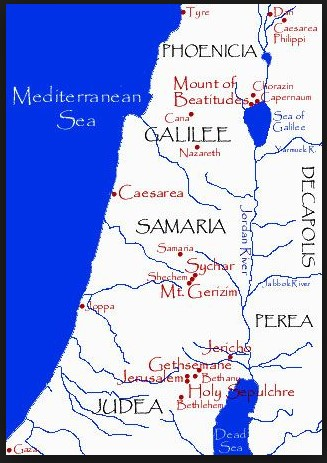 Tyre
Dan
Caesarea
Philippi
PHOENICIA
Mediterranean
Sea
Mount of
Beatitudes
Chorazin
Capernaum
Cana
Sea of
Galilee
GALILEE
Nazareth
Yarmuck R.
DECAPOLIS
Caesarea
Jordan River
SAMARIA
Samaria
Sychar
Shechem
Mt. Gerizim
Jabbok River
Joppa
PEREA
Jericho
Gethsemane
Jerusalem
Bethany
Holy Sepulchre
JUDEA
Bethlehem
Dead
Sea
Gaza